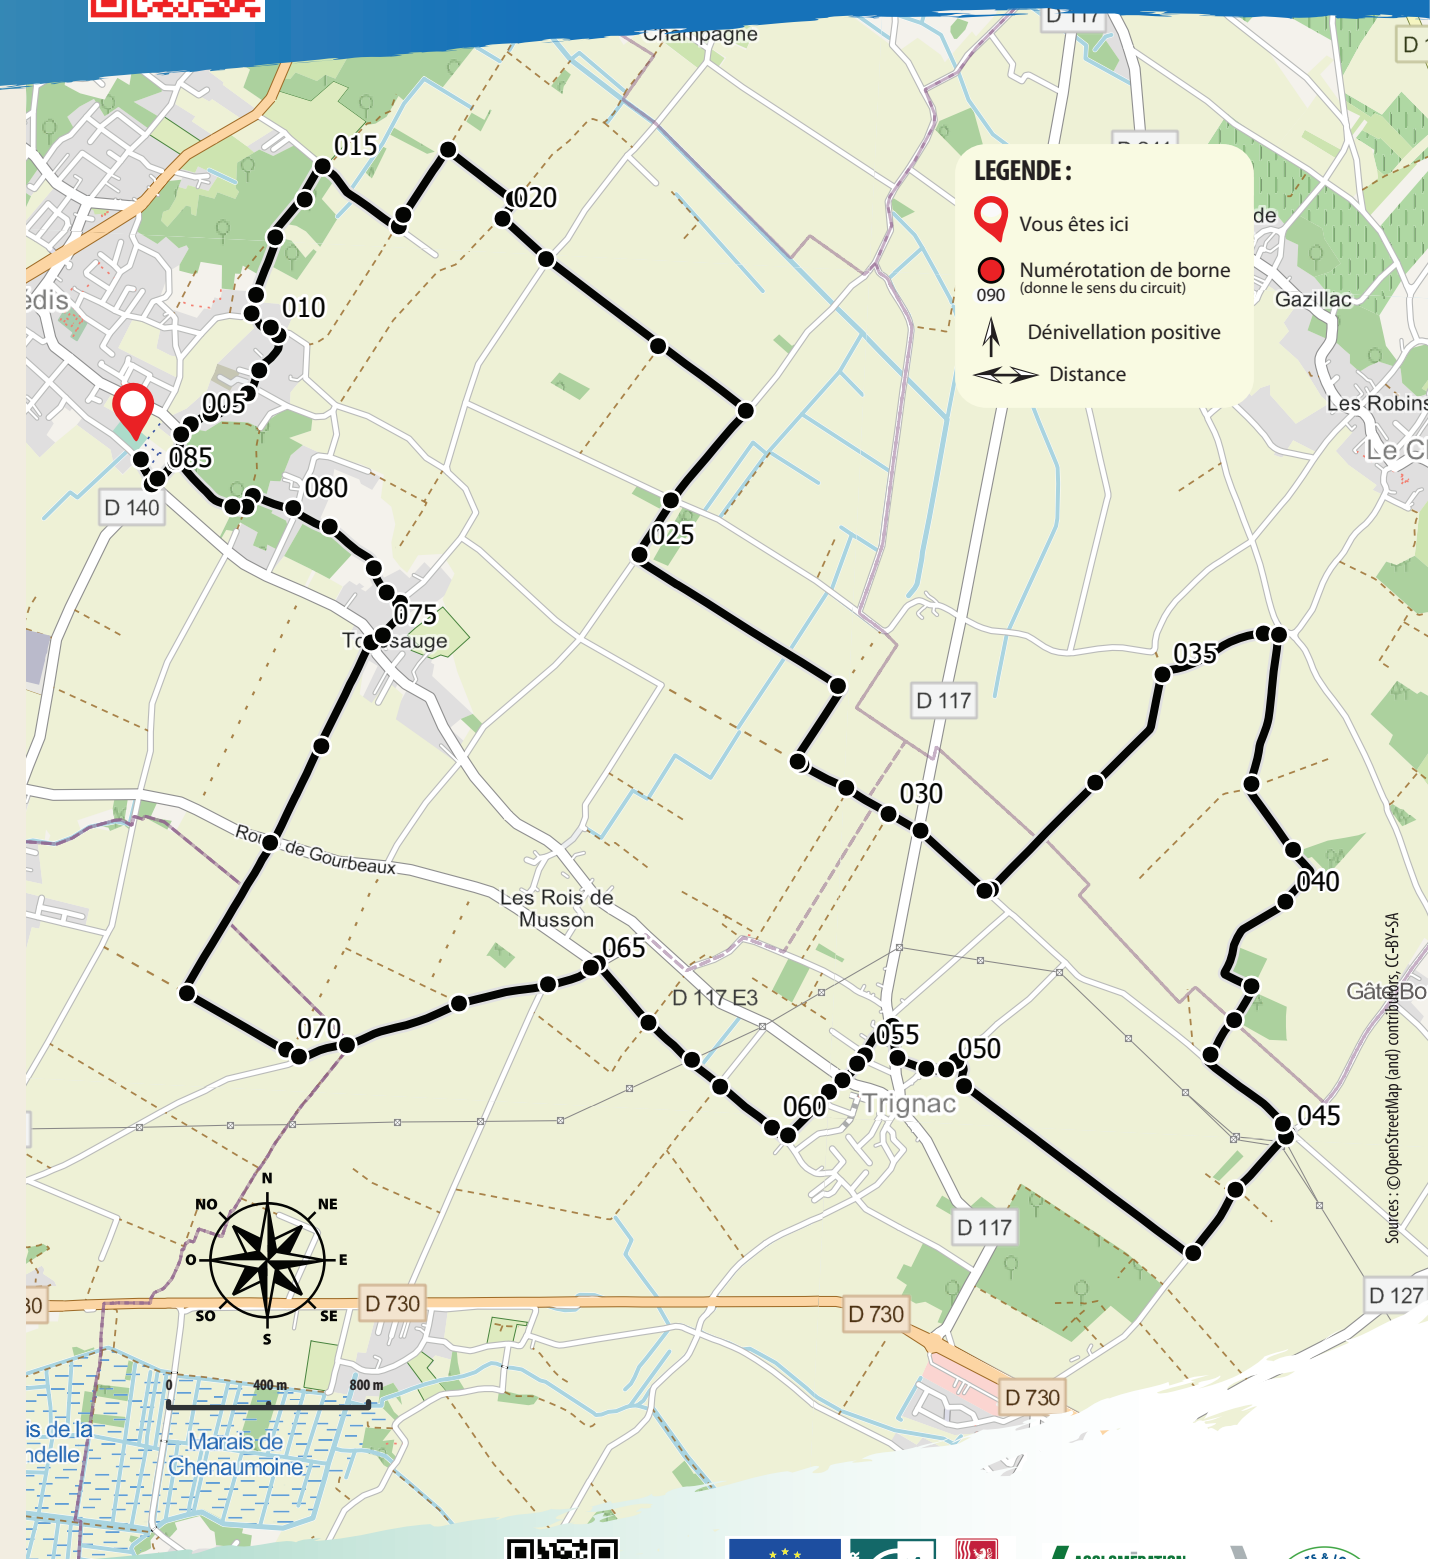 Champagne
D 117
LEGENDE :
Vous êtes ici
Numérotation de borne
(donne le sens du circuit)
090
Dénivellation positive
Distance
Gazillac
Les Robins
015
020
010
005
085
D 140
080
025
075
035
D 117
030
040
Route de Gourbeaux
Les Rois de
Musson
065
D 117 E3
070
055
050
060
Trignac
045
D 117
D 127
D 730
D 730
D 730
N
NO
NE
O
E
SO
SE
S
0
400 m
800 m
Marais de
Chenaumoine
Sources : ©OpenStreetMap (and) contributors, CC-BY-SA